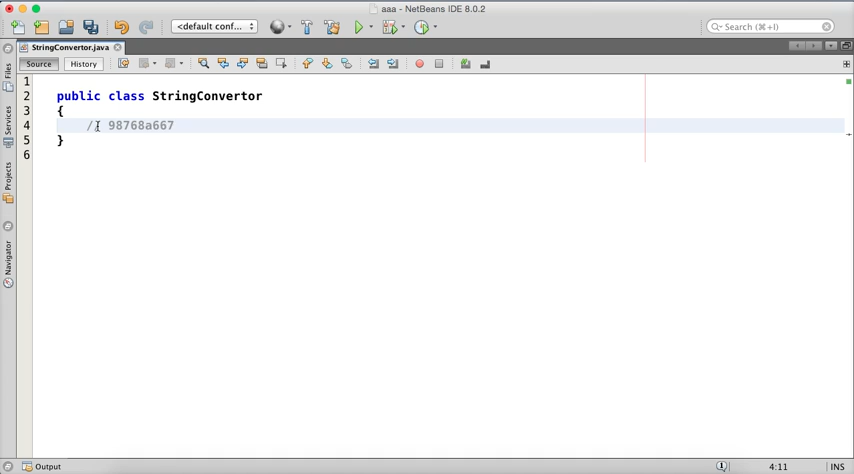 aaa - NetBeans IDE 8.0.2
<default conf...
Search (⌘+I)
StringConvertor.java
Source History
1
2 public class StringConvertor
3 {
4 // 98768a667
5 }
6
Files
Services
Projects
Navigator
Output
1
4:11
INS